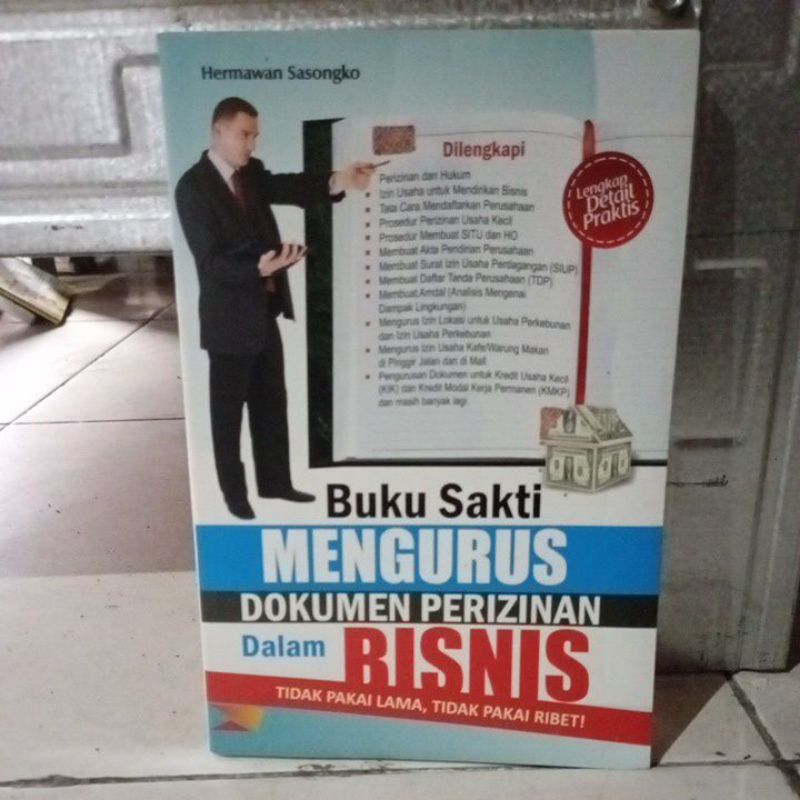 Hermawan Sasongko
Dilengkapi
Perizinan dan Hukum
Izin Usaha untuk Mendirikan Bisnis
Tata Cara Mendaftarkan Perusahaan
Prosedur Perizinan Usaha Kecil
Prosedur Membuat SITU dan HO
Membuat Akta Pendirian Perusahaan
Membuat Surat Izin Usaha Perdagangan (SIUP)
Membuat Daftar Tanda Perusahaan (TDP)
Membuat Amdal (Analisis Mengenai
Dampak Lingkungan)
Mengurus Izin Lokasi untuk Usaha Perkebunan
dan Izin Usaha Perkebunan
Mengurus Izin Usaha Kafe/Warung Makan
di Pinggir Jalan dan di Mall
Pengurusan Dokumen untuk Kredit Usaha Kecil
(KIK) dan Kredit Modal Kerja Permanen (KMKP)
dan masih banyak lagi.
Lengkap
Detail
Praktis
Buku Sakti
MENGURUS
DOKUMEN PERIZINAN
Dalam BISNIS
TIDAK PAKAI LAMA, TIDAK PAKAI RIBET!